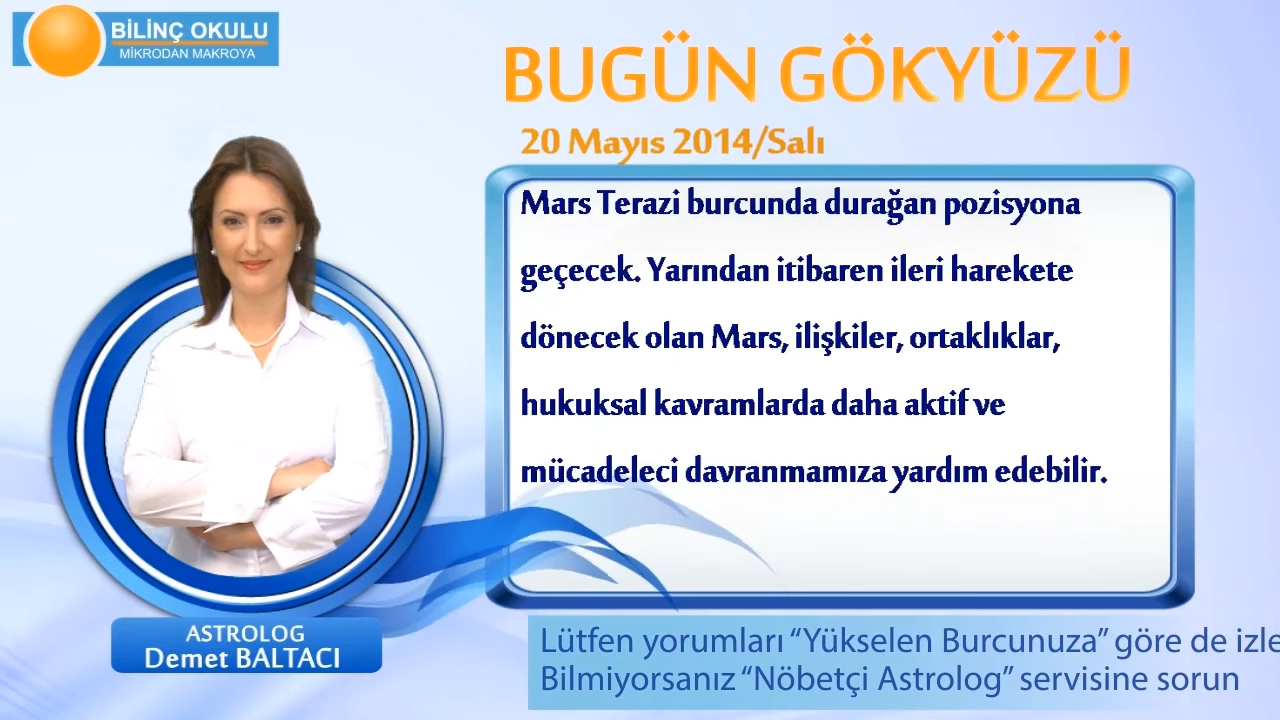 BİLİNÇ OKULU
MİKRODAN MAKROYA
BUGÜN GÖKYÜZÜ
20 Mayıs 2014/Salı
Mars Terazi burcunda durağan pozisyona
geçecek. Yarından itibaren ileri harekete
dönecek olan Mars, ilişkiler, ortaklıklar,
hukuksal kavramlarda daha aktif ve
mücadeleci davranmamıza yardım edebilir.
ASTROLOG
Demet BALTACI
Lütfen yorumları “Yükselen Burcunuza” göre de izle
Bilmiyorsanız “Nöbetçi Astrolog” servisine sorun